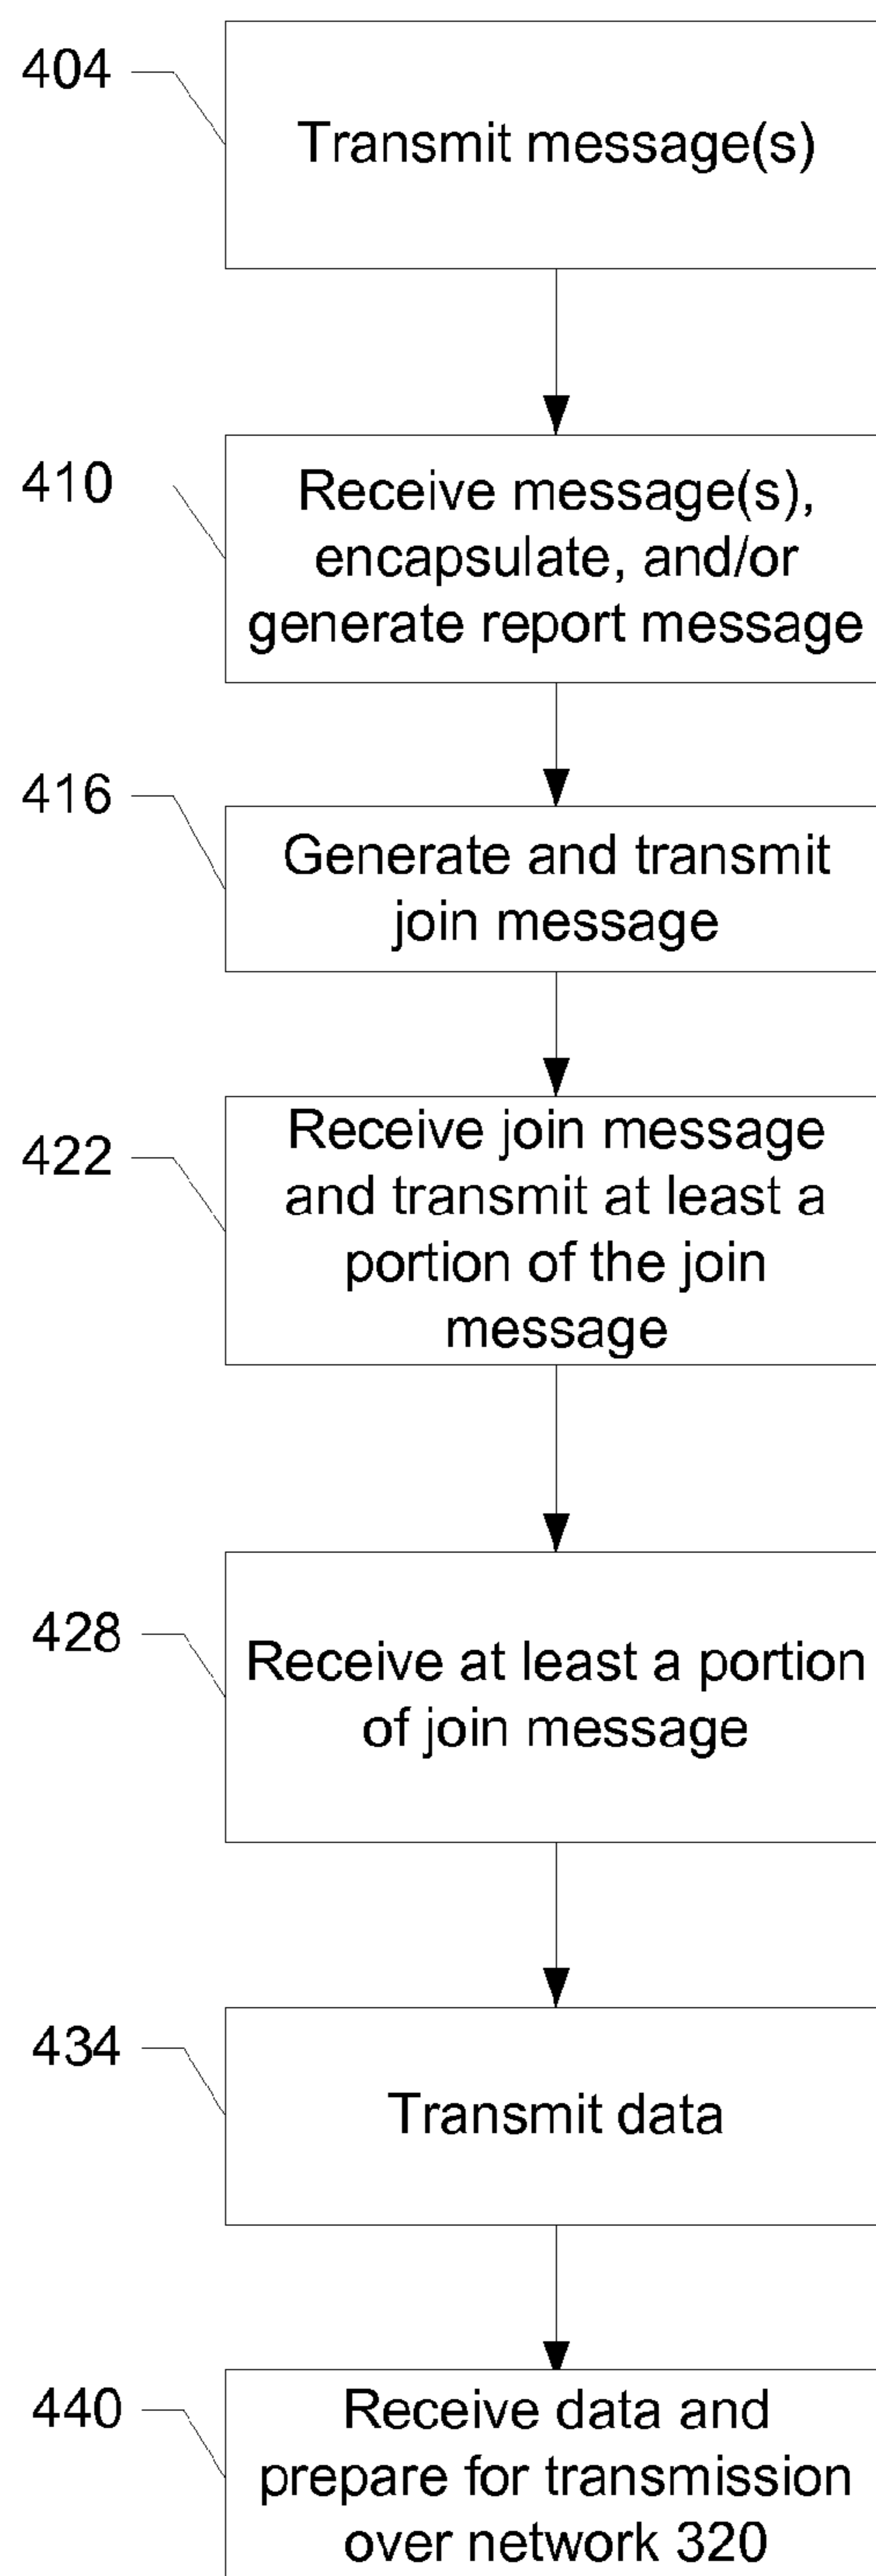 404
Transmit message(s)
410
Receive message(s),
encapsulate, and/or
generate report message
416
Generate and transmit
join message
422
Receive join message
and transmit at least a
portion of the join
message
428
Receive at least a portion
of join message
434
Transmit data
440
Receive data and
prepare for transmission
over network 320